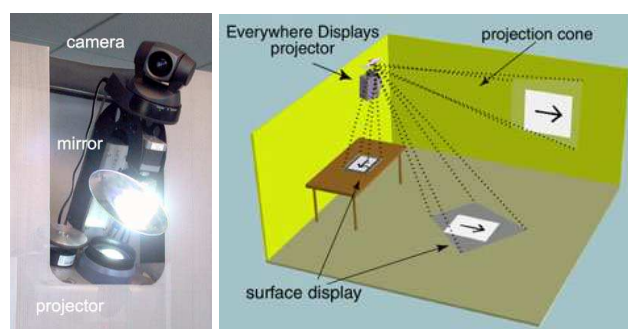 camera
mirror
projector
Everywhere Displays
projector
projection cone
surface display